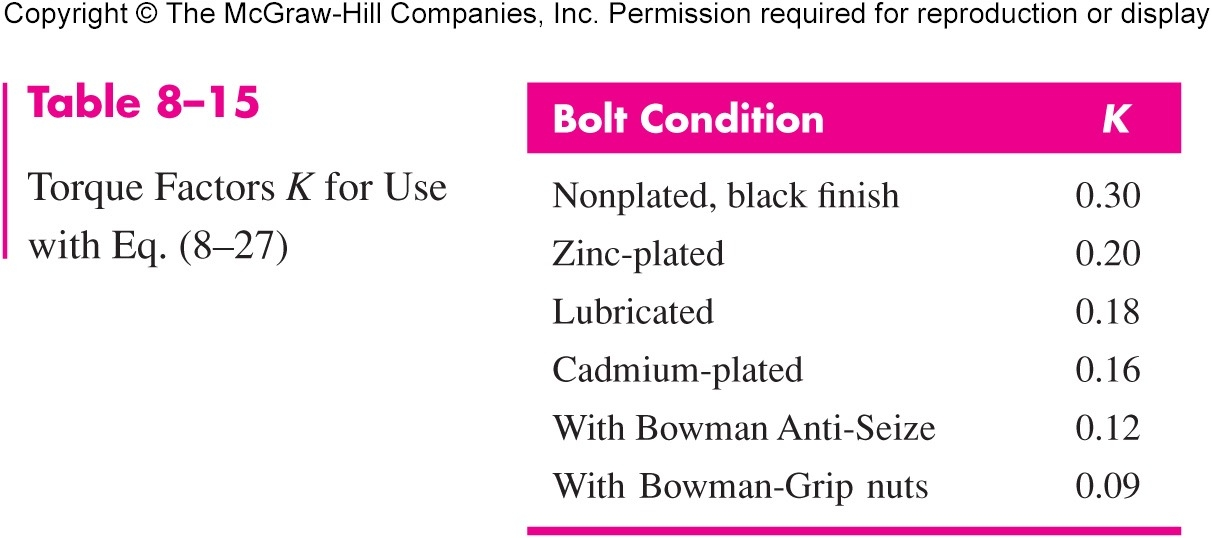 Copyright © The McGraw-Hill Companies, Inc. Permission required for reproduction or display
Table 8–15
Torque Factors K for Use
with Eq. (8–27)
Bolt Condition K
Nonplated, black finish 0.30
Zinc-plated 0.20
Lubricated 0.18
Cadmium-plated 0.16
With Bowman Anti-Seize 0.12
With Bowman-Grip nuts 0.09